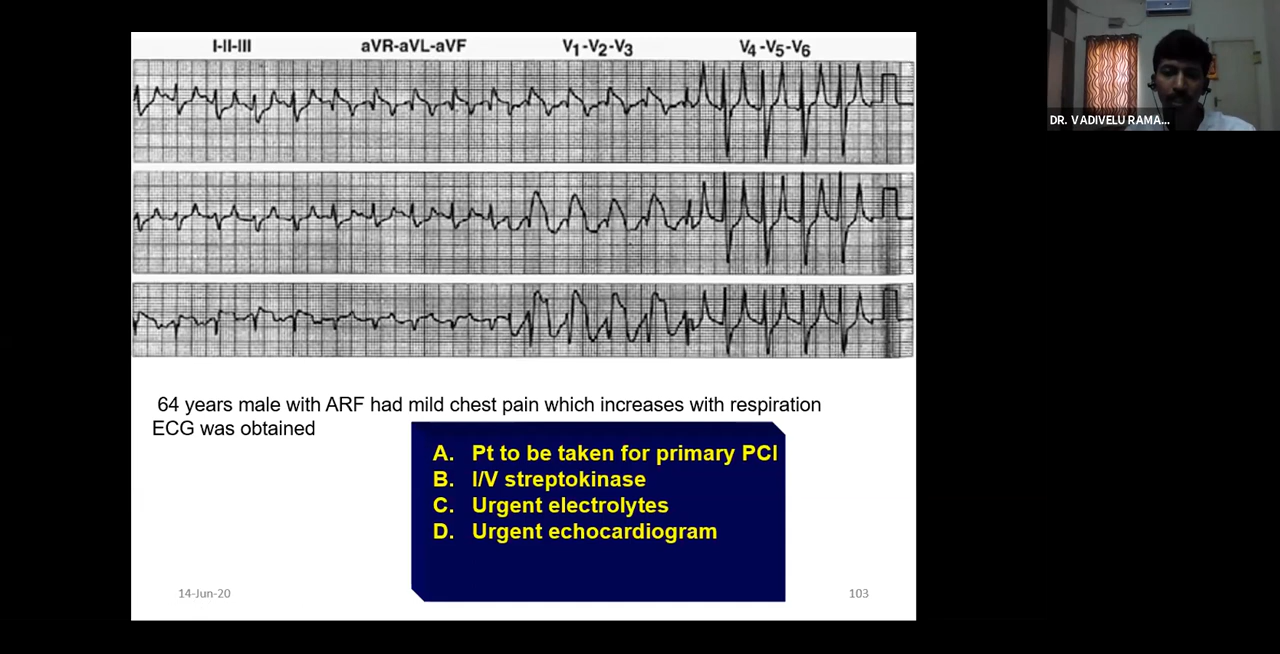 I-II-III aVR-aVL-aVF V₁-V₂-V₃ V₄-V₅-V₆
DR. VADIVELU RAMA...
64 years male with ARF had mild chest pain which increases with respiration
ECG was obtained
A. Pt to be taken for primary PCI
B. I/V streptokinase
C. Urgent electrolytes
D. Urgent echocardiogram
14-Jun-20 103